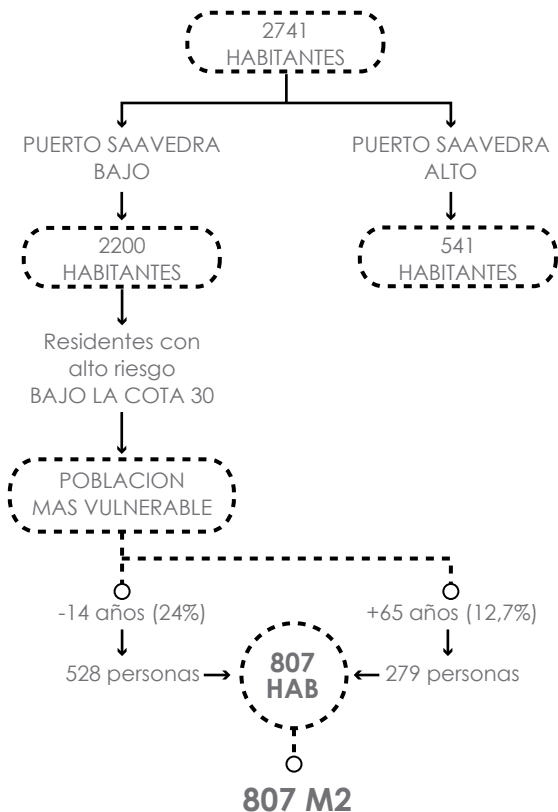 2741
HABITANTES
PUERTO SAAVEDRA
BAJO
PUERTO SAAVEDRA
ALTO
2200
HABITANTES
541
HABITANTES
Residentes con
alto riesgo
BAJO LA COTA 30
POBLACION
MAS VULNERABLE
-14 años (24%)
+65 años (12,7%)
528 personas
807
HAB
279 personas
807 M2